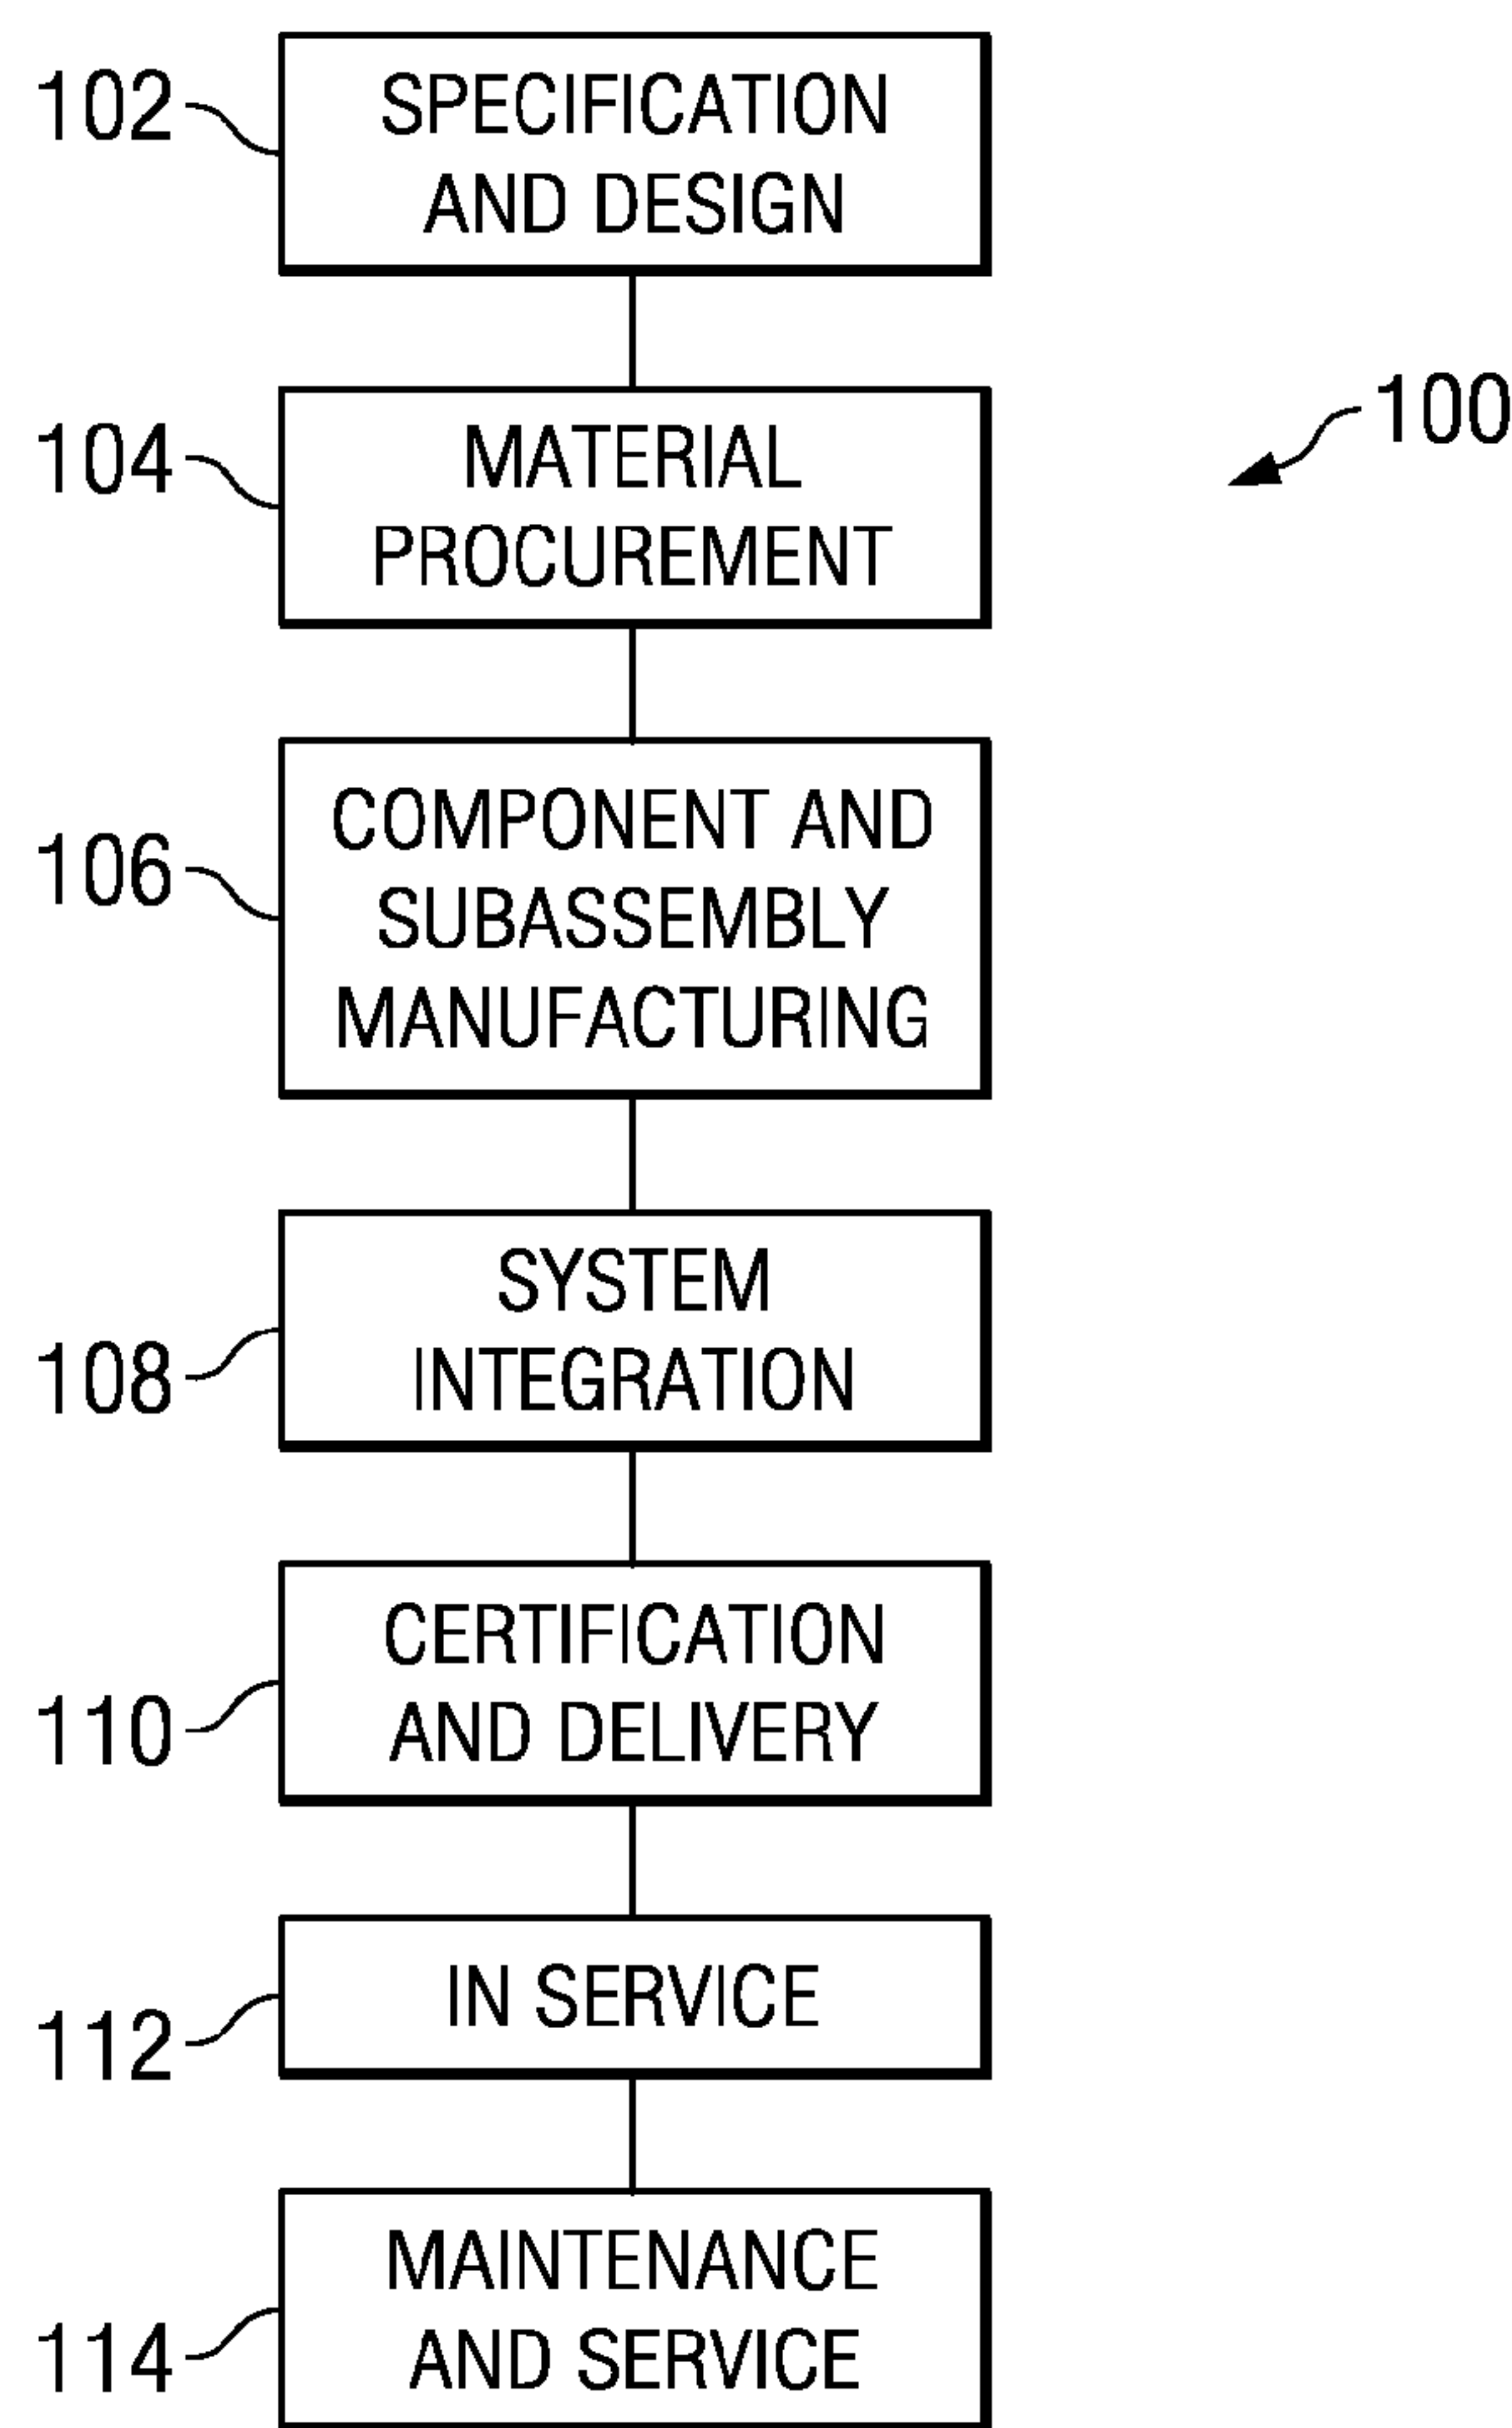 102
SPECIFICATION
AND DESIGN
104
MATERIAL
PROCUREMENT
100
106
COMPONENT AND
SUBASSEMBLY
MANUFACTURING
108
SYSTEM
INTEGRATION
110
CERTIFICATION
AND DELIVERY
112
IN SERVICE
114
MAINTENANCE
AND SERVICE